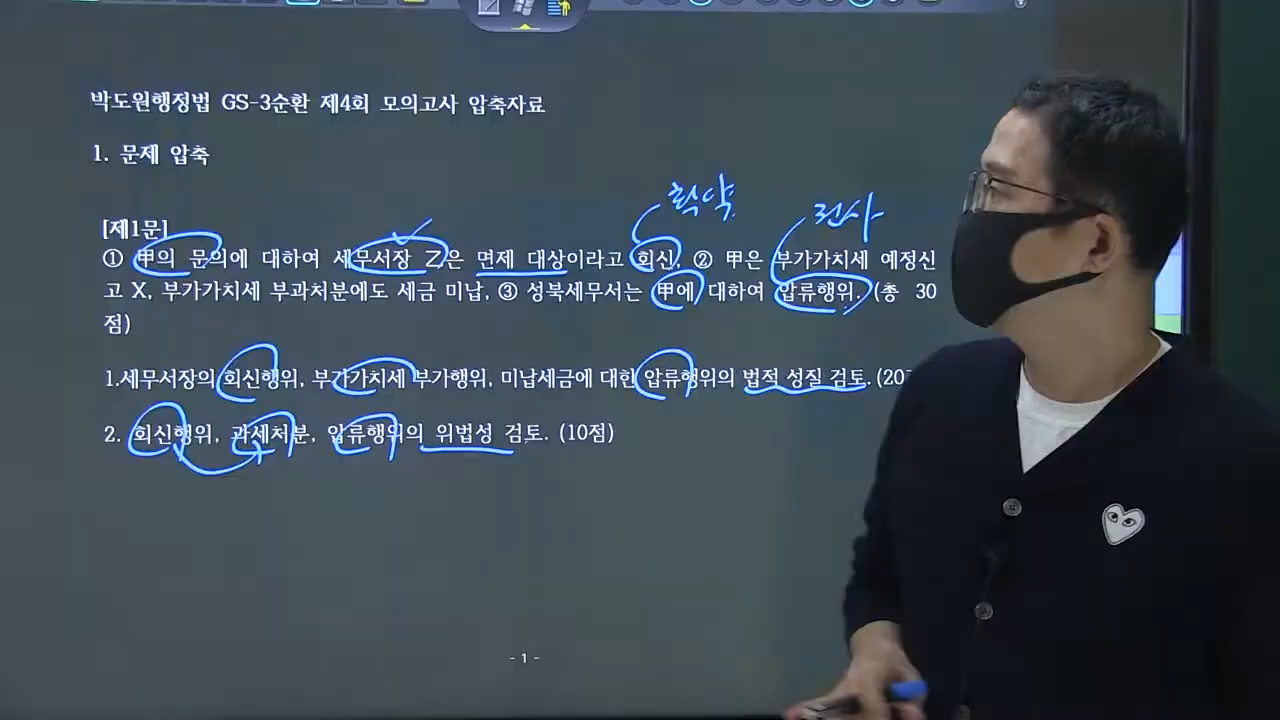 박도원행정법 GS-3순환 제4회 모의고사 압축자료
1. 문제 압축
확약
[제1문]
① 甲의 문의에 대하여 세무서장 乙은 면제 대상이라고 회신, ② 甲은 부가가치세 예정신
고 X, 부가가치세 부과처분에도 세금 미납, ③ 성북세무서는 甲에 대하여 압류행위. (총 30
점)
1.세무서장의 회신행위, 부가가치세 부가행위, 미납세금에 대한 압류행위의 법적 성질 검토. (20
2. 회신행위, 과세처분, 압류행위의 위법성 검토. (10점)
- 1 -